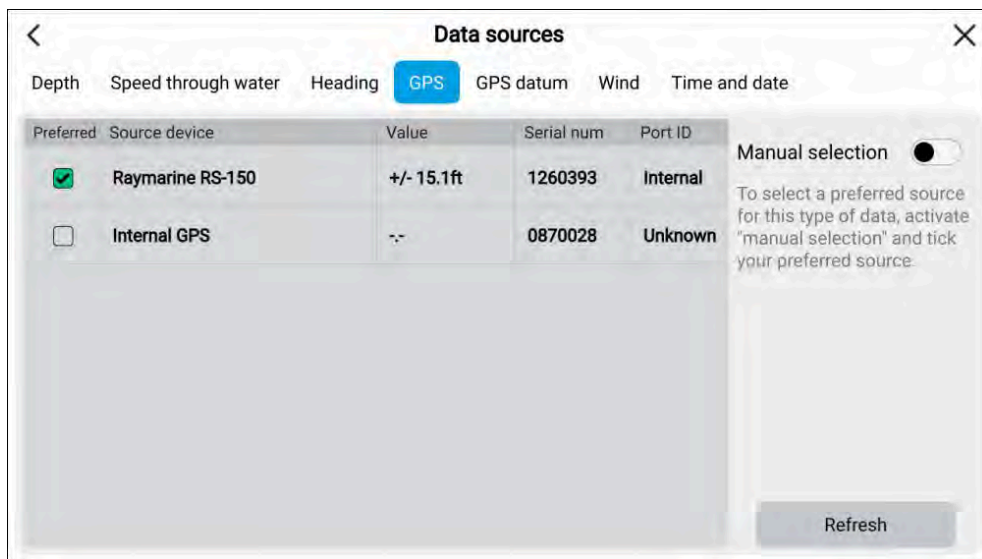 Data sources
Depth Speed through water Heading GPS GPS datum Wind Time and date
Preferred Source device Value Serial num Port ID
Raymarine RS-150 +/- 15.1ft 1260393 Internal
Internal GPS -.- 0870028 Unknown
Manual selection
To select a preferred source
for this type of data, activate
"manual selection" and tick
your preferred source.
Refresh